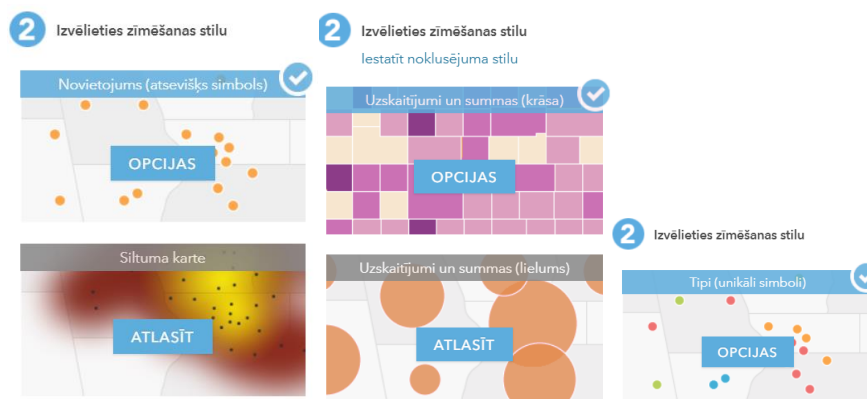 2 Izvēlieties zīmēšanas stilu
Novietojums (atsevišķs simbols)
OPCIJAS
Siltuma karte
ATLASĪT
2 Izvēlieties zīmēšanas stilu
Iestatīt noklusējuma stilu
Uzskaitījumi un summas (krāsa)
OPCIJAS
Uzskaitījumi un summas (lielums)
ATLASĪT
2 Izvēlieties zīmēšanas stilu
Tipi (unikāli simboli)
OPCIJAS